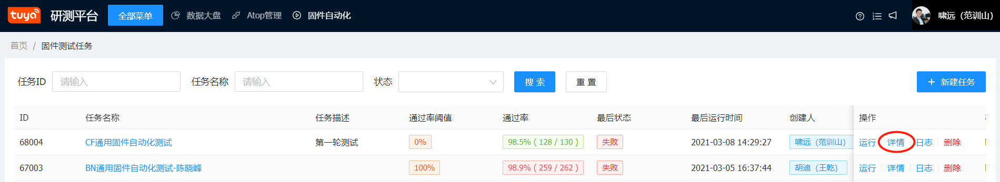 tuya 研测平台 全部菜单 数据大盘 Atop管理 固件自动化 啸远（范训山）
首页 / 固件测试任务
任务ID 请输入 任务名称 请输入 状态 搜 索 重 置 + 新建任务
ID 任务名称 任务描述 通过率阈值 通过率 最后状态 最后运行时间 创建人 操作
68004 CF通用固件自动化测试 第一轮测试 0% 98.5% ( 128 / 130 ) 失败 2021-03-08 14:29:27 啸远（范训山） 运行 详情 日志 删除
67003 BN通用固件自动化测试-陈晓峰 100% 98.9% ( 259 / 262 ) 失败 2021-03-05 16:37:44 胡迪（王乾） 运行 详情 日志 删除